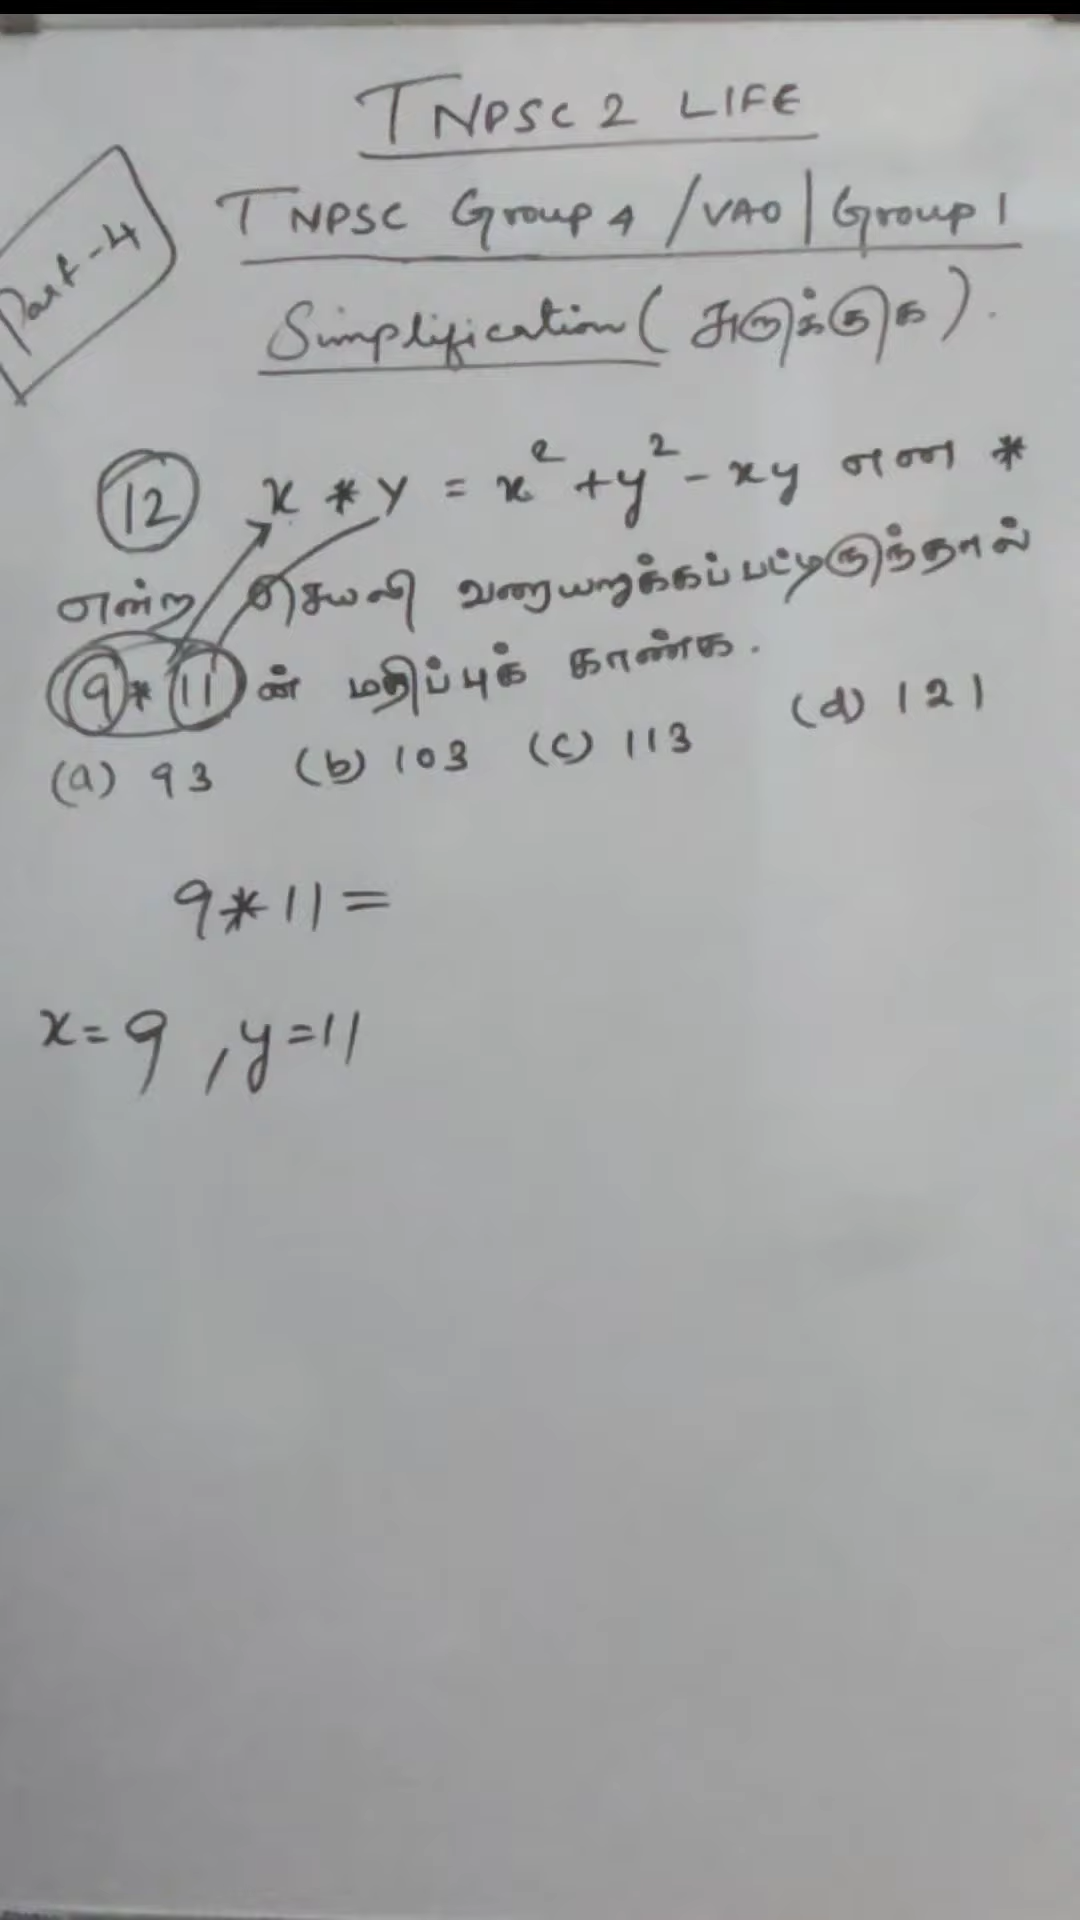 TNPSC 2 LIFE
Part-4
TNPSC Group 4 / VAO | Group 1
Simplification ( சுருக்குக ).
12 x * y = x² + y² - xy என *
என்ற செயலி வரையறுக்கப்பட்டிருந்தால்
9 * 11 ன் மதிப்புக் காண்க.
(a) 93 (b) 103 (c) 113 (d) 121
9 * 11 =
x = 9 , y = 11